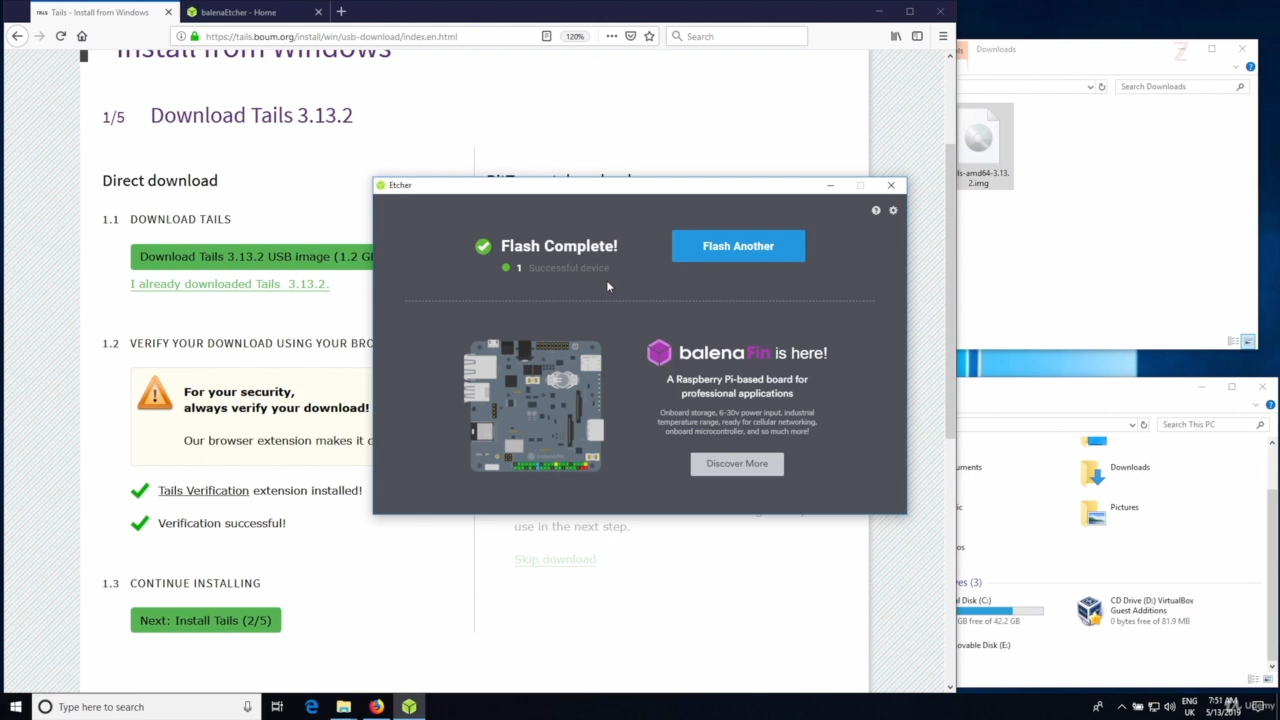 Tails - Install from Windows
balenaEtcher - Home
https://tails.boum.org/install/win/usb-download/index.en.html
120%
Search
Install from Windows
1/5 Download Tails 3.13.2
Direct download
1.1 DOWNLOAD TAILS
Download Tails 3.13.2 USB image (1.2 G
I already downloaded Tails 3.13.2.
1.2 VERIFY YOUR DOWNLOAD USING YOUR BRO
For your security,
always verify your download!
Our browser extension makes it
Tails Verification extension installed!
Verification successful!
1.3 CONTINUE INSTALLING
Next: Install Tails (2/5)
use in the next step.
Skip download
Etcher
Flash Complete!
1 Successful device
Flash Another
balenaFin is here!
A Raspberry Pi-based board for
professional applications
Onboard storage, 6-30v power input, industrial
temperature range, ready for cellular networking,
onboard microcontroller, and so much more!
Discover More
Downloads
Search Downloads
ls-amd64-3.13.
2.img
Search This PC
uments
Downloads
Pictures
ves (3)
l Disk (C:)
GB free of 42.2 GB
CD Drive (D:) VirtualBox
Guest Additions
0 bytes free of 81.9 MB
ovable Disk (E:)
Type here to search
ENG
UK
7:51 AM
5/13/2019
Udemy